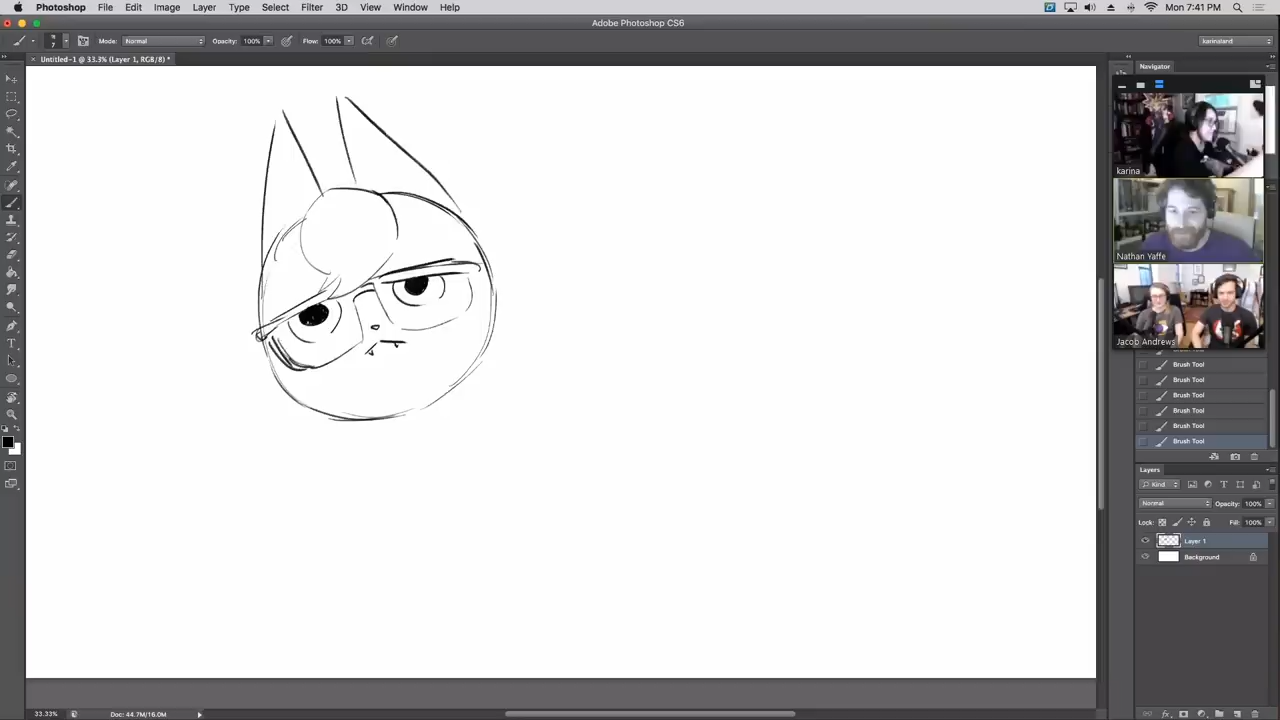 Photoshop File Edit Image Layer Type Select Filter 3D View Window Help Mon 7:41 PM
Adobe Photoshop CS6
7 Mode: Normal Opacity: 100% Flow: 100% karinsland
Untitled-1 @ 33.3% (Layer 1, RGB/8) *
Navigator
karina
Nathan Yaffe
Jacob Andrews
Brush Tool
Brush Tool
Brush Tool
Brush Tool
Brush Tool
Brush Tool
Layers
Kind
Normal Opacity: 100%
Lock: Fill: 100%
Layer 1
Background
33.33% Doc: 44.7M/16.0M